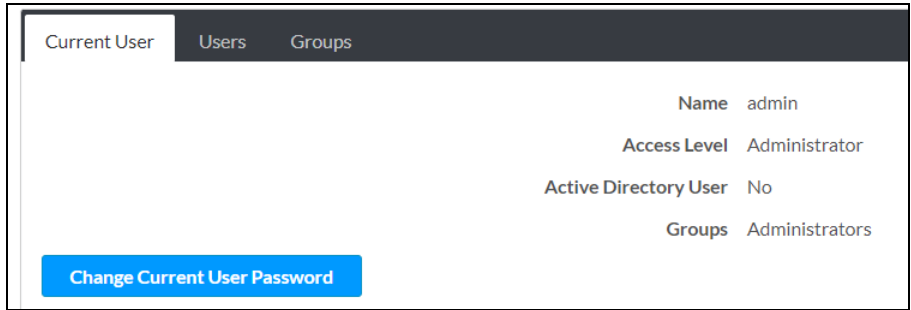 Current User Users Groups
Name admin
Access Level Administrator
Active Directory User No
Groups Administrators
Change Current User Password